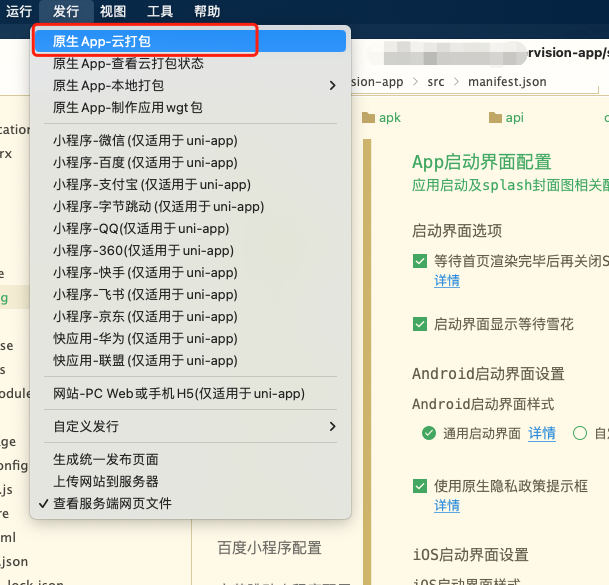 运行 发行 视图 工具 帮助
原生App-云打包
原生App-查看云打包状态
原生App-本地打包
原生App-制作应用wgt包
小程序-微信(仅适用于uni-app)
小程序-百度(仅适用于uni-app)
小程序-支付宝(仅适用于uni-app)
小程序-字节跳动(仅适用于uni-app)
小程序-QQ(仅适用于uni-app)
小程序-360(仅适用于uni-app)
小程序-快手(仅适用于uni-app)
小程序-飞书(仅适用于uni-app)
小程序-京东(仅适用于uni-app)
快应用-华为(仅适用于uni-app)
快应用-联盟(仅适用于uni-app)
网站-PC Web或手机H5(仅适用于uni-app)
自定义发行
生成统一发布页面
上传网站到服务器
查看服务端网页文件
rvision-app/s
sion-app > src > manifest.json
apk api
App启动界面配置
应用启动及splash封面图相关配
启动界面选项
等待首页渲染完毕后再关闭S
详情
启动界面显示等待雪花
Android启动界面设置
Android启动界面样式
通用启动界面 详情 自
使用原生隐私政策提示框
详情
iOS启动界面设置
iOS启动界面样式
百度小程序配置
cation
rx
e
g
se
s
odule
ge
onfig
.js
re
ml
.json